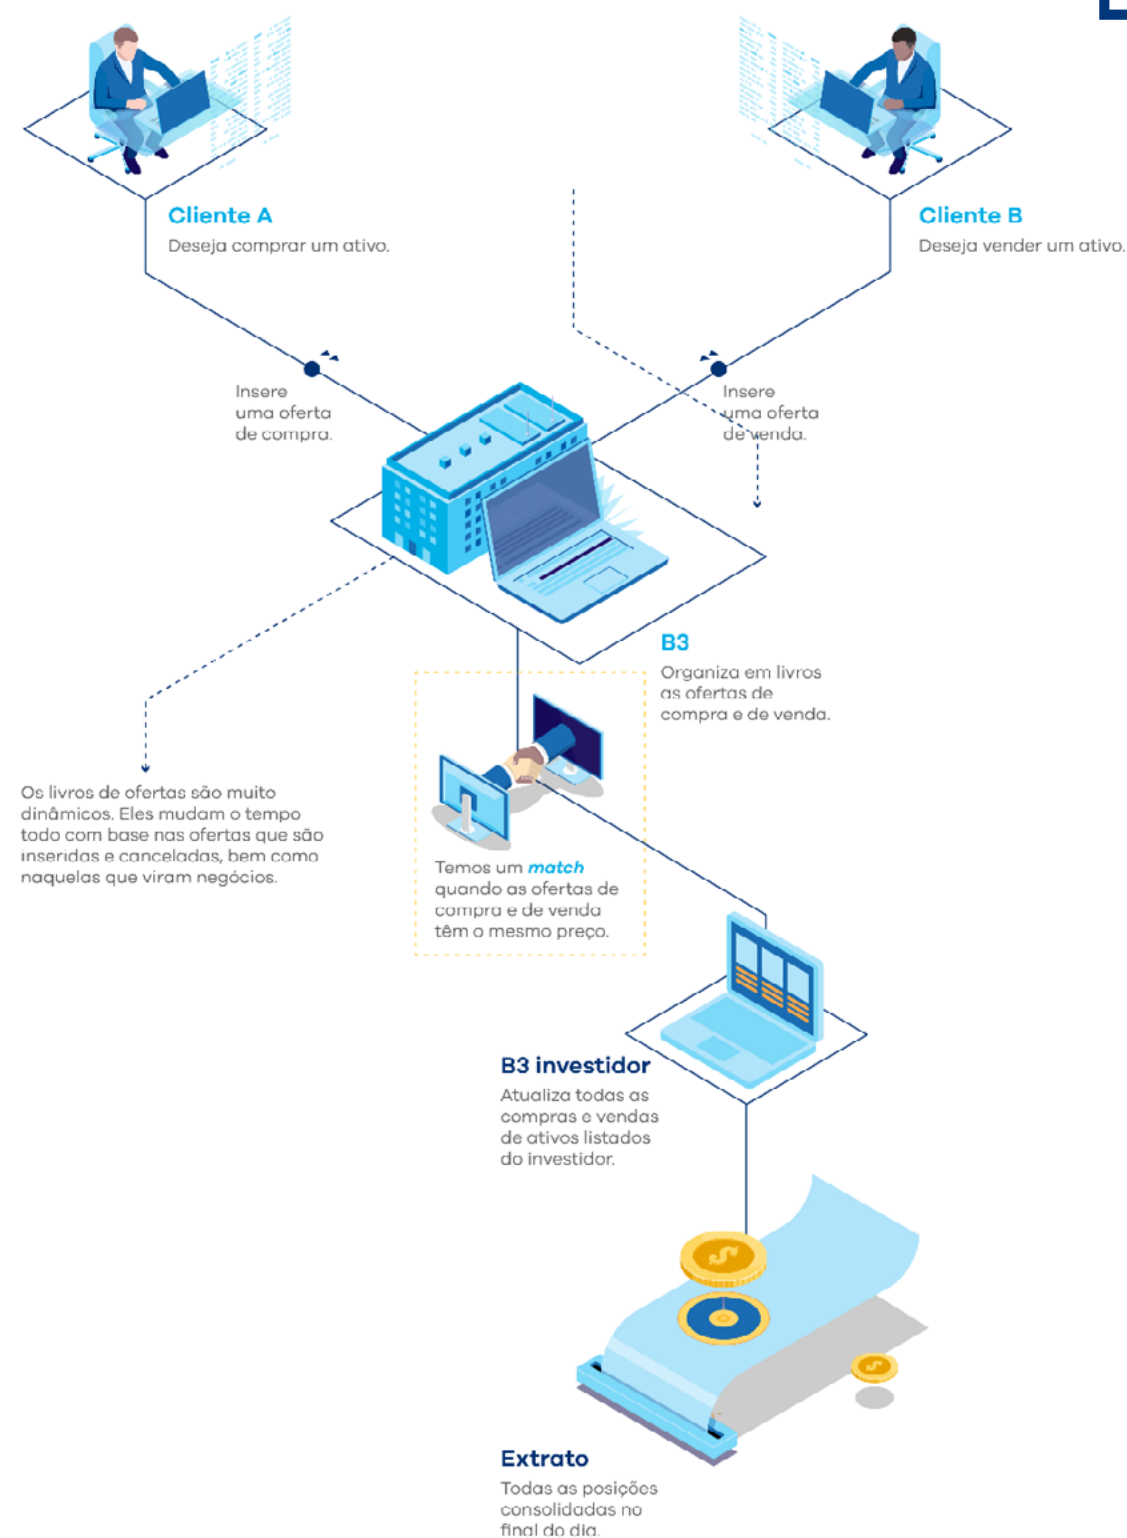 Cliente A
Deseja comprar um ativo.
Cliente B
Deseja vender um ativo.
Insere
uma oferta
de compra.
Insere
uma oferta
de venda.
B3
Organiza em livros
as ofertas de
compra e de venda.
Os livros de ofertas são muito
dinâmicos. Eles mudam o tempo
todo com base nas ofertas que são
inseridas e canceladas, bem como
naquelas que viram negócios.
Temos um match
quando as ofertas de
compra e de venda
têm o mesmo preço.
B3 investidor
Atualiza todas as
compras e vendas
de ativos listados
do investidor.
Extrato
Todas as posições
consolidadas no
final do dia.